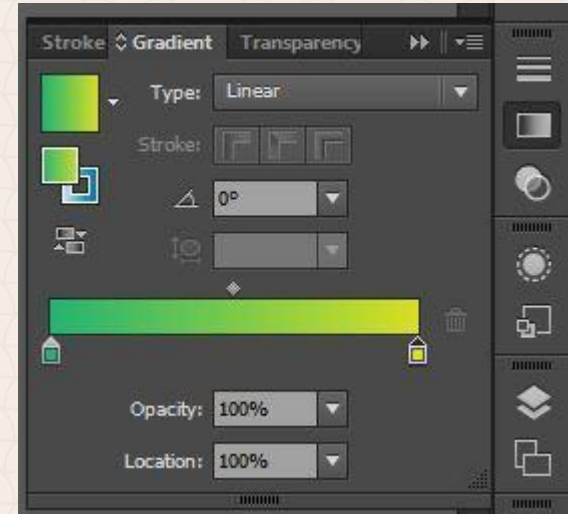 Stroke Gradient Transparency
Type: Linear
Stroke:
0°
Opacity: 100%
Location: 100%